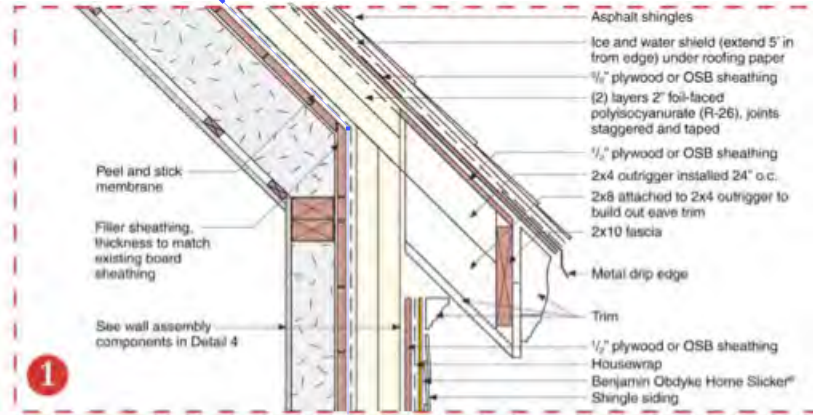 Asphalt shingles
Ice and water shield (extend 5' in
from edge) under roofing paper
⁵/₈" plywood or OSB sheathing
(2) layers 2" foil-faced
polyisocyanurate (R-26), joints
staggered and taped
¹/₂" plywood or OSB sheathing
2x4 outrigger installed 24" o.c.
2x8 attached to 2x4 outrigger to
build out eave trim
2x10 fascia
Metal drip edge
Trim
¹/₂" plywood or OSB sheathing
Housewrap
Benjamin Obdyke Home Slicker®
Shingle siding
Peel and stick
membrane
Filler sheathing,
thickness to match
existing board
sheathing
See wall assembly
components in Detail 4
1